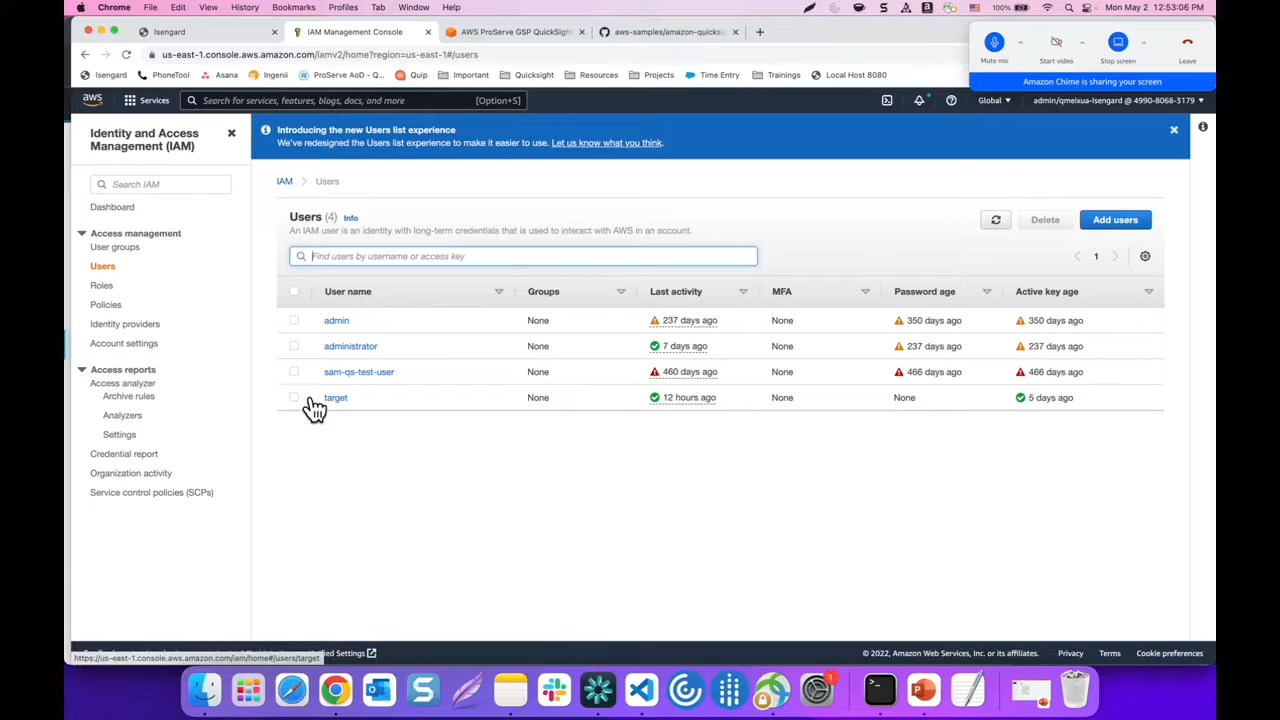 Chrome File Edit View History Bookmarks Profiles Tab Window Help
100% Mon May 2 12:53:06 PM
Isengard
IAM Management Console
AWS ProServe GSP QuickSight
aws-samples/amazon-quicksig
us-east-1.console.aws.amazon.com/iamv2/home?region=us-east-1#/users
Isengard PhoneTool Asana Ingenii ProServe AoD - Q... Quip Important Quicksight Resources Projects Time Entry Trainings Local Host 8080
Mute mic Start video Stop screen Leave
Amazon Chime is sharing your screen
aws Services Search for services, features, blogs, docs, and more [Option+S] Global admin/qmeixua-Isengard @ 4990-8068-3179
Identity and Access
Management (IAM)
Search IAM
Dashboard
Access management
User groups
Users
Roles
Policies
Identity providers
Account settings
Access reports
Access analyzer
Archive rules
Analyzers
Settings
Credential report
Organization activity
Service control policies (SCPs)
Introducing the new Users list experience
We've redesigned the Users list experience to make it easier to use. Let us know what you think.
IAM > Users
Users (4) Info
An IAM user is an identity with long-term credentials that is used to interact with AWS in an account.
Delete Add users
Find users by username or access key
1
User name Groups Last activity MFA Password age Active key age
admin None 237 days ago None 350 days ago 350 days ago
administrator None 7 days ago None 237 days ago 237 days ago
sam-qs-test-user None 460 days ago None 466 days ago 466 days ago
target None 12 hours ago None None 5 days ago
Settings
© 2022, Amazon Web Services, Inc. or its affiliates. Privacy Terms Cookie preferences
https://us-east-1.console.aws.amazon.com/iam/home#/users/target
1